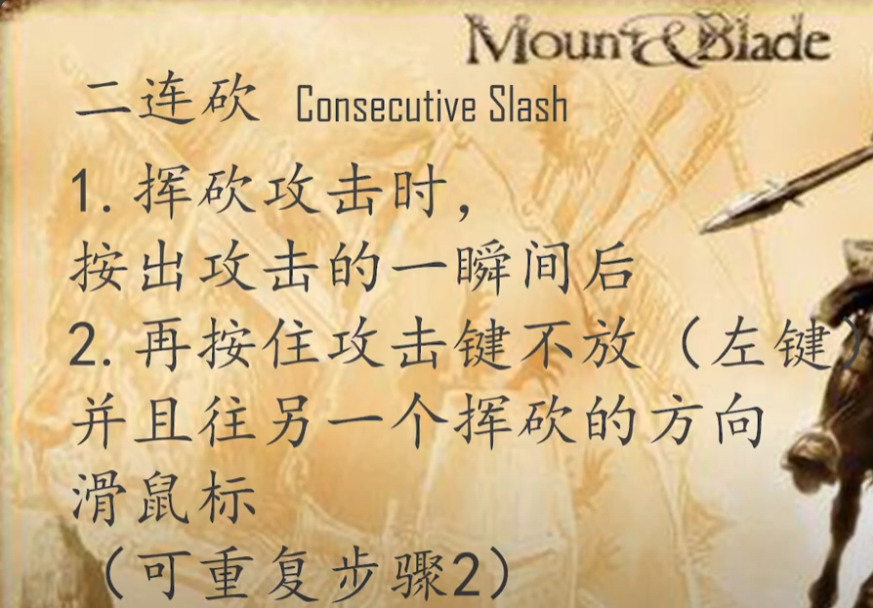 Mount&Blade
二连砍 Consecutive Slash
1. 挥砍攻击时，
按出攻击的一瞬间后
2. 再按住攻击键不放（左键）
并且往另一个挥砍的方向
滑鼠标
（可重复步骤2）